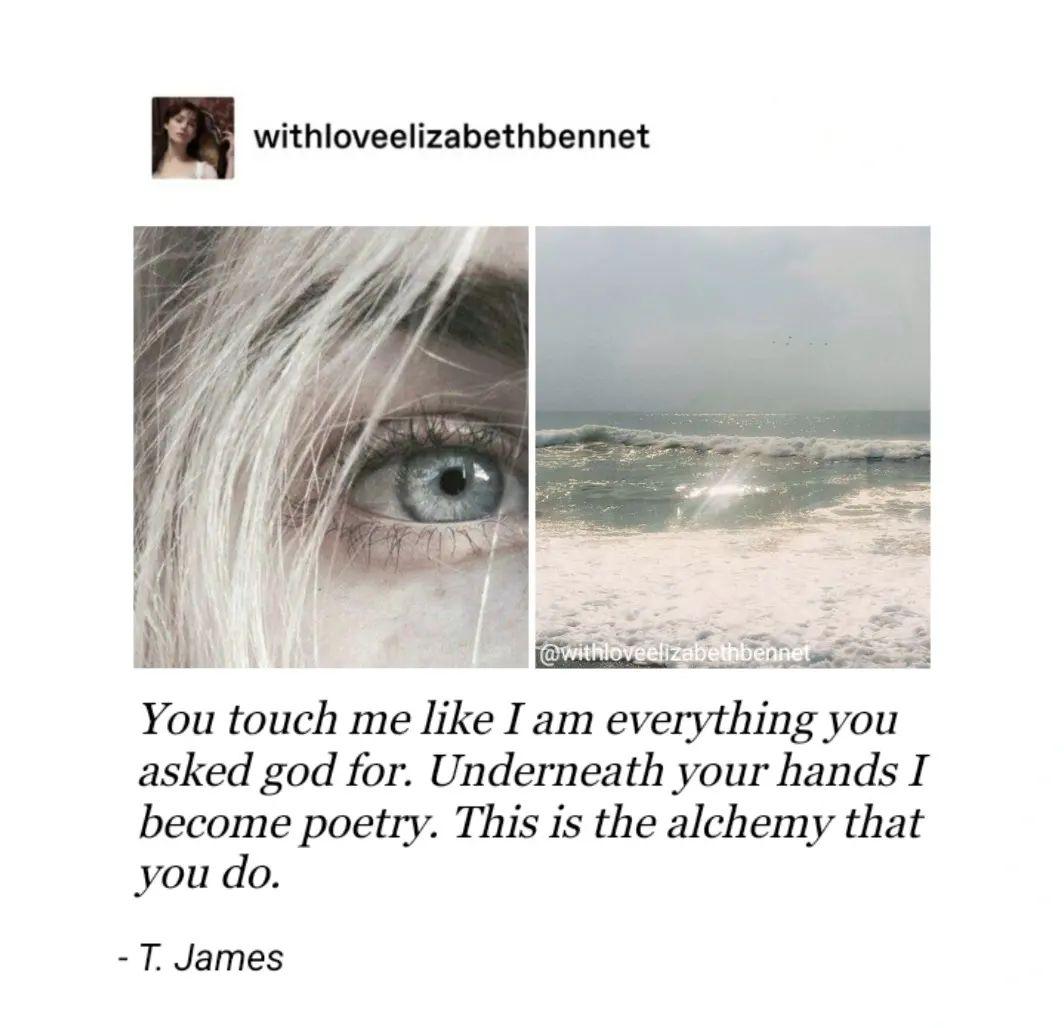 withloveelizabethbennet
@withloveelizabethbennet
You touch me like I am everything you
asked god for. Underneath your hands I
become poetry. This is the alchemy that
you do.
- T. James